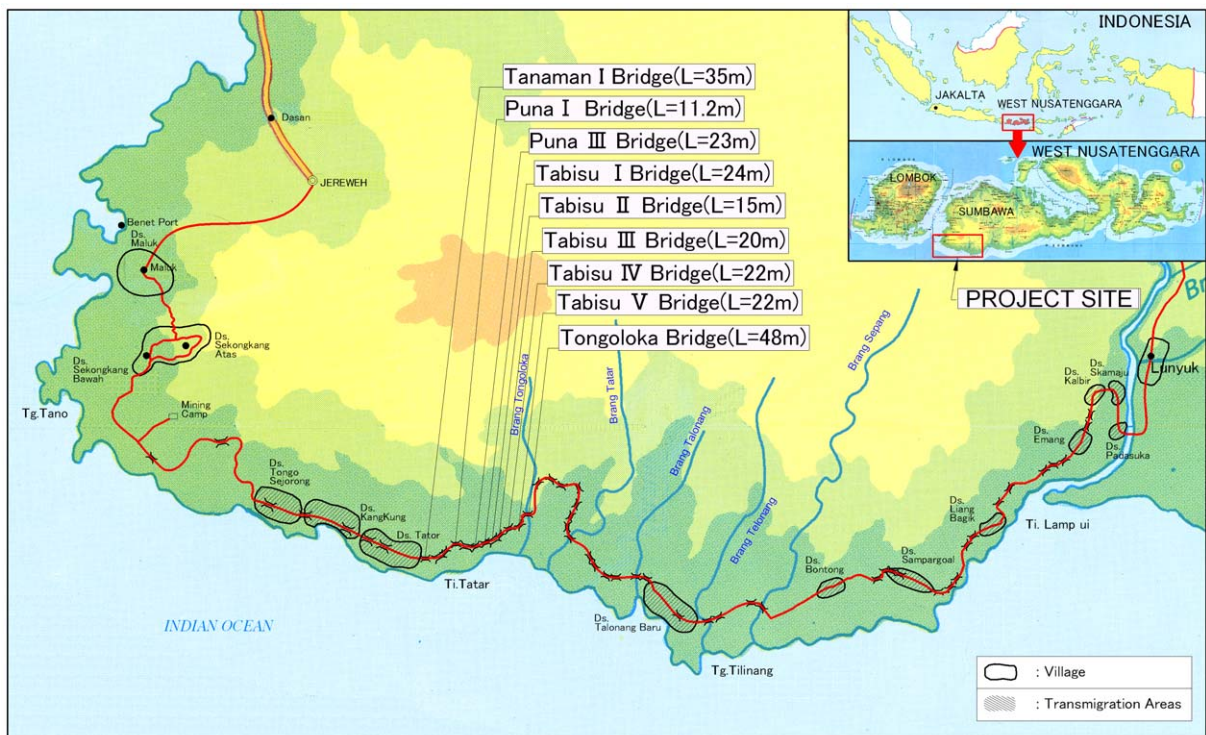 INDONESIA
JAKALTA
WEST NUSATENGGARA
WEST NUSATENGGARA
LOMBOK
SUMBAWA
PROJECT SITE
Tanaman I Bridge(L=35m)
Puna I Bridge(L=11.2m)
Puna III Bridge(L=23m)
Tabisu I Bridge(L=24m)
Tabisu II Bridge(L=15m)
Tabisu III Bridge(L=20m)
Tabisu IV Bridge(L=22m)
Tabisu V Bridge(L=22m)
Tongoloka Bridge(L=48m)
Dasan
JEREWEH
Benet Port
Ds.
Maluk
Maluk
Ds.
Sekongkang
Atas
Ds.
Sekongkang
Bawah
Tg.Tano
Mining
Camp
Ds.
Tongo
Sejorong
Ds.
KangKung
Ds. Tator
Ti.Tatar
Brang Tongoloka
Brang Tatar
Brang Talonang
Brang Telonang
Brang Sepang
Ds.
Talonang Baru
Tg.Tilinang
Ds.
Bontong
Ds.
Sampargoal
Ds.
Liang
Bagik
Ti. Lamp ui
Ds.
Emang
Ds.
Kalbir
Ds.
Skamaju
Ds.
Padasuka
Lunyuk
Br
INDIAN OCEAN
: Village
: Transmigration Areas